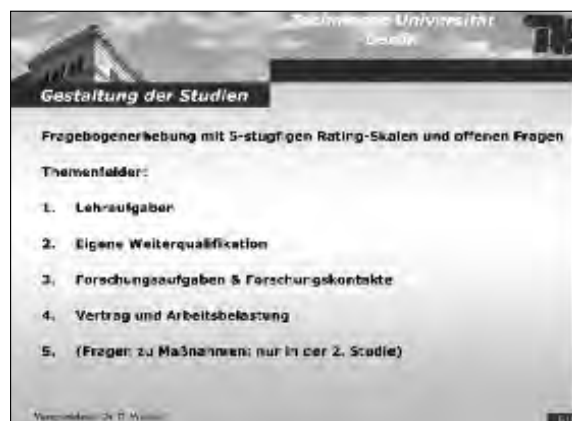 Technische Universität
Berlin
Gestaltung der Studien
Fragebogenerhebung mit 5-stugfigen Rating-Skalen und offenen Fragen
Themenfelder:
1. Lehraufgaben
2. Eigene Weiterqualifikation
3. Forschungsaufgaben & Forschungskontakte
4. Vertrag und Arbeitsbelastung
5. (Fragen zu Maßnahmen: nur in der 2. Studie)